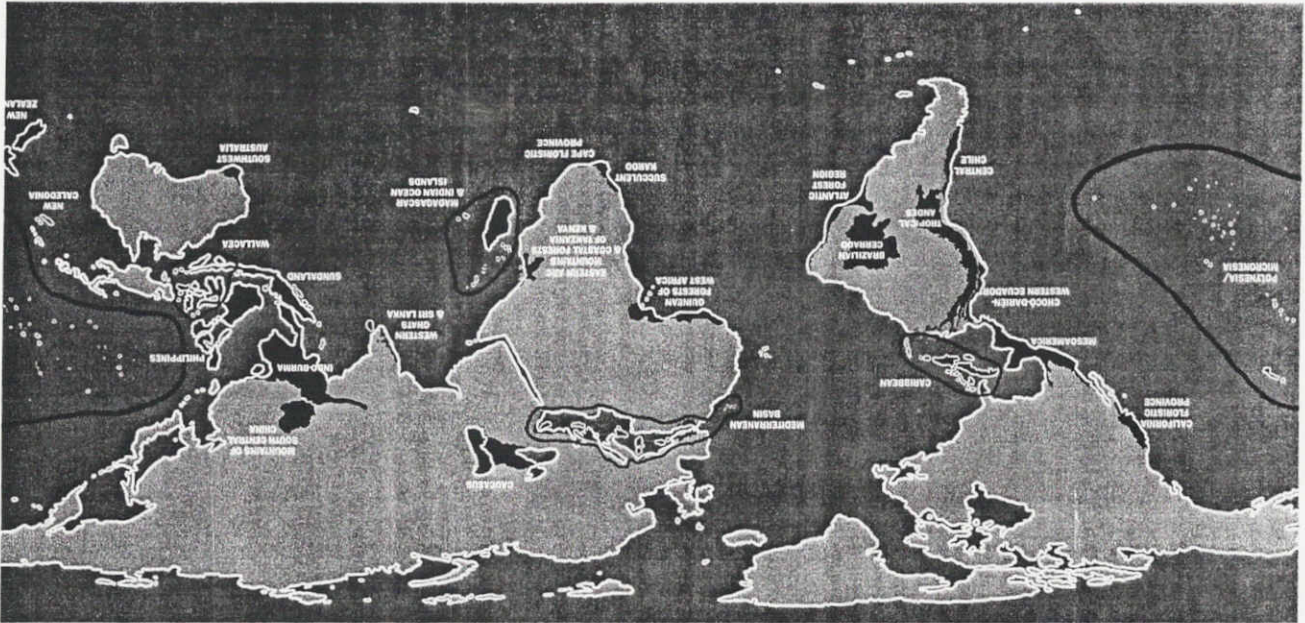 CAUCASUS
MOUNTAINS OF
SOUTH CENTRAL
CHINA
CALIFORNIA
FLORISTIC
PROVINCE
MEDITERRANEAN
BASIN
CARIBBEAN
INDO-BURMA
PHILIPPINES
MESOAMERICA
WESTERN
GHATS
& SRI LANKA
CHOCÓ-DARIÉN-
WESTERN ECUADOR
GUINEAN
FORESTS OF
WEST AFRICA
POLYNESIA/
MICRONESIA
EASTERN ARC
MOUNTAINS
& COASTAL FORESTS
OF TANZANIA
& KENYA
SUNDALAND
WALLACEA
BRAZILIAN
CERRADO
TROPICAL
ANDES
MADAGASCAR
& INDIAN OCEAN
ISLANDS
NEW
CALEDONIA
CENTRAL
CHILE
ATLANTIC
FOREST
REGION
SUCCULENT
KAROO
CAPE FLORISTIC
PROVINCE
SOUTHWEST
AUSTRALIA
NEW
ZEALAN